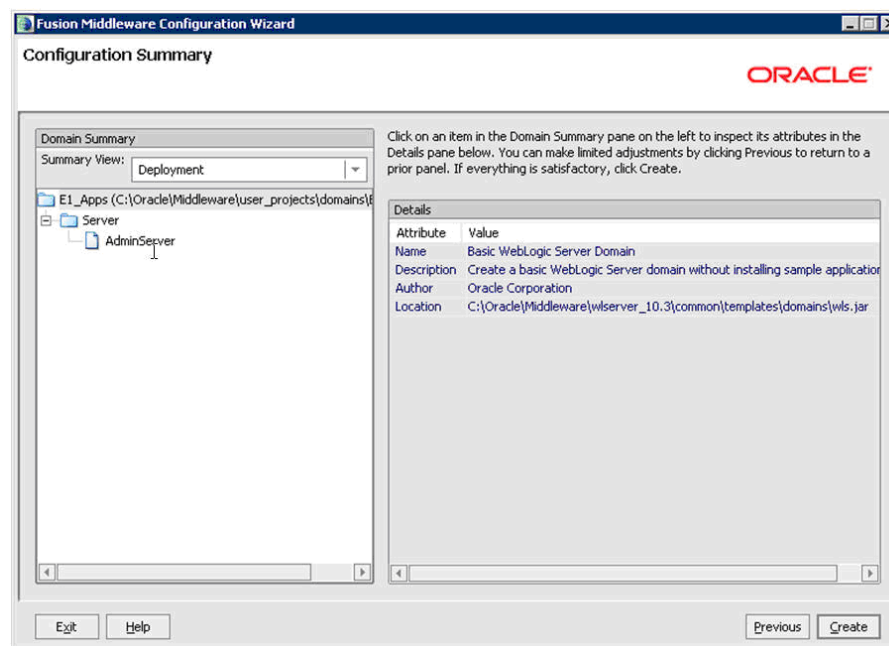 Fusion Middleware Configuration Wizard
Configuration Summary
ORACLE
Domain Summary
Summary View:
Deployment
E1_Apps (C:\Oracle\Middleware\user_projects\domains\E
Server
AdminServer
Click on an item in the Domain Summary pane on the left to inspect its attributes in the
Details pane below. You can make limited adjustments by clicking Previous to return to a
prior panel. If everything is satisfactory, click Create.
Details
Attribute Value
Name Basic WebLogic Server Domain
Description Create a basic WebLogic Server domain without installing sample application
Author Oracle Corporation
Location C:\Oracle\Middleware\wlserver_10.3\common\templates\domains\wls.jar
Exit Help Previous Create